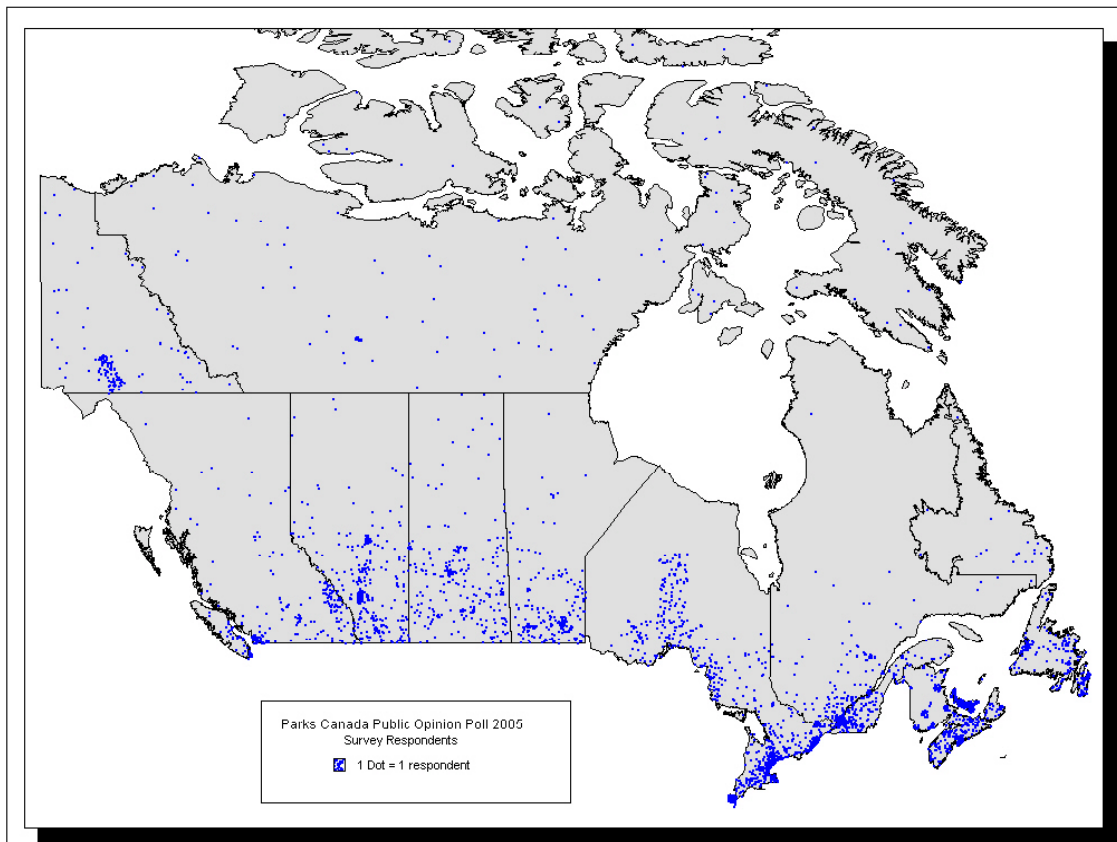 Parks Canada Public Opinion Poll 2005
Survey Respondents
1 Dot = 1 respondent